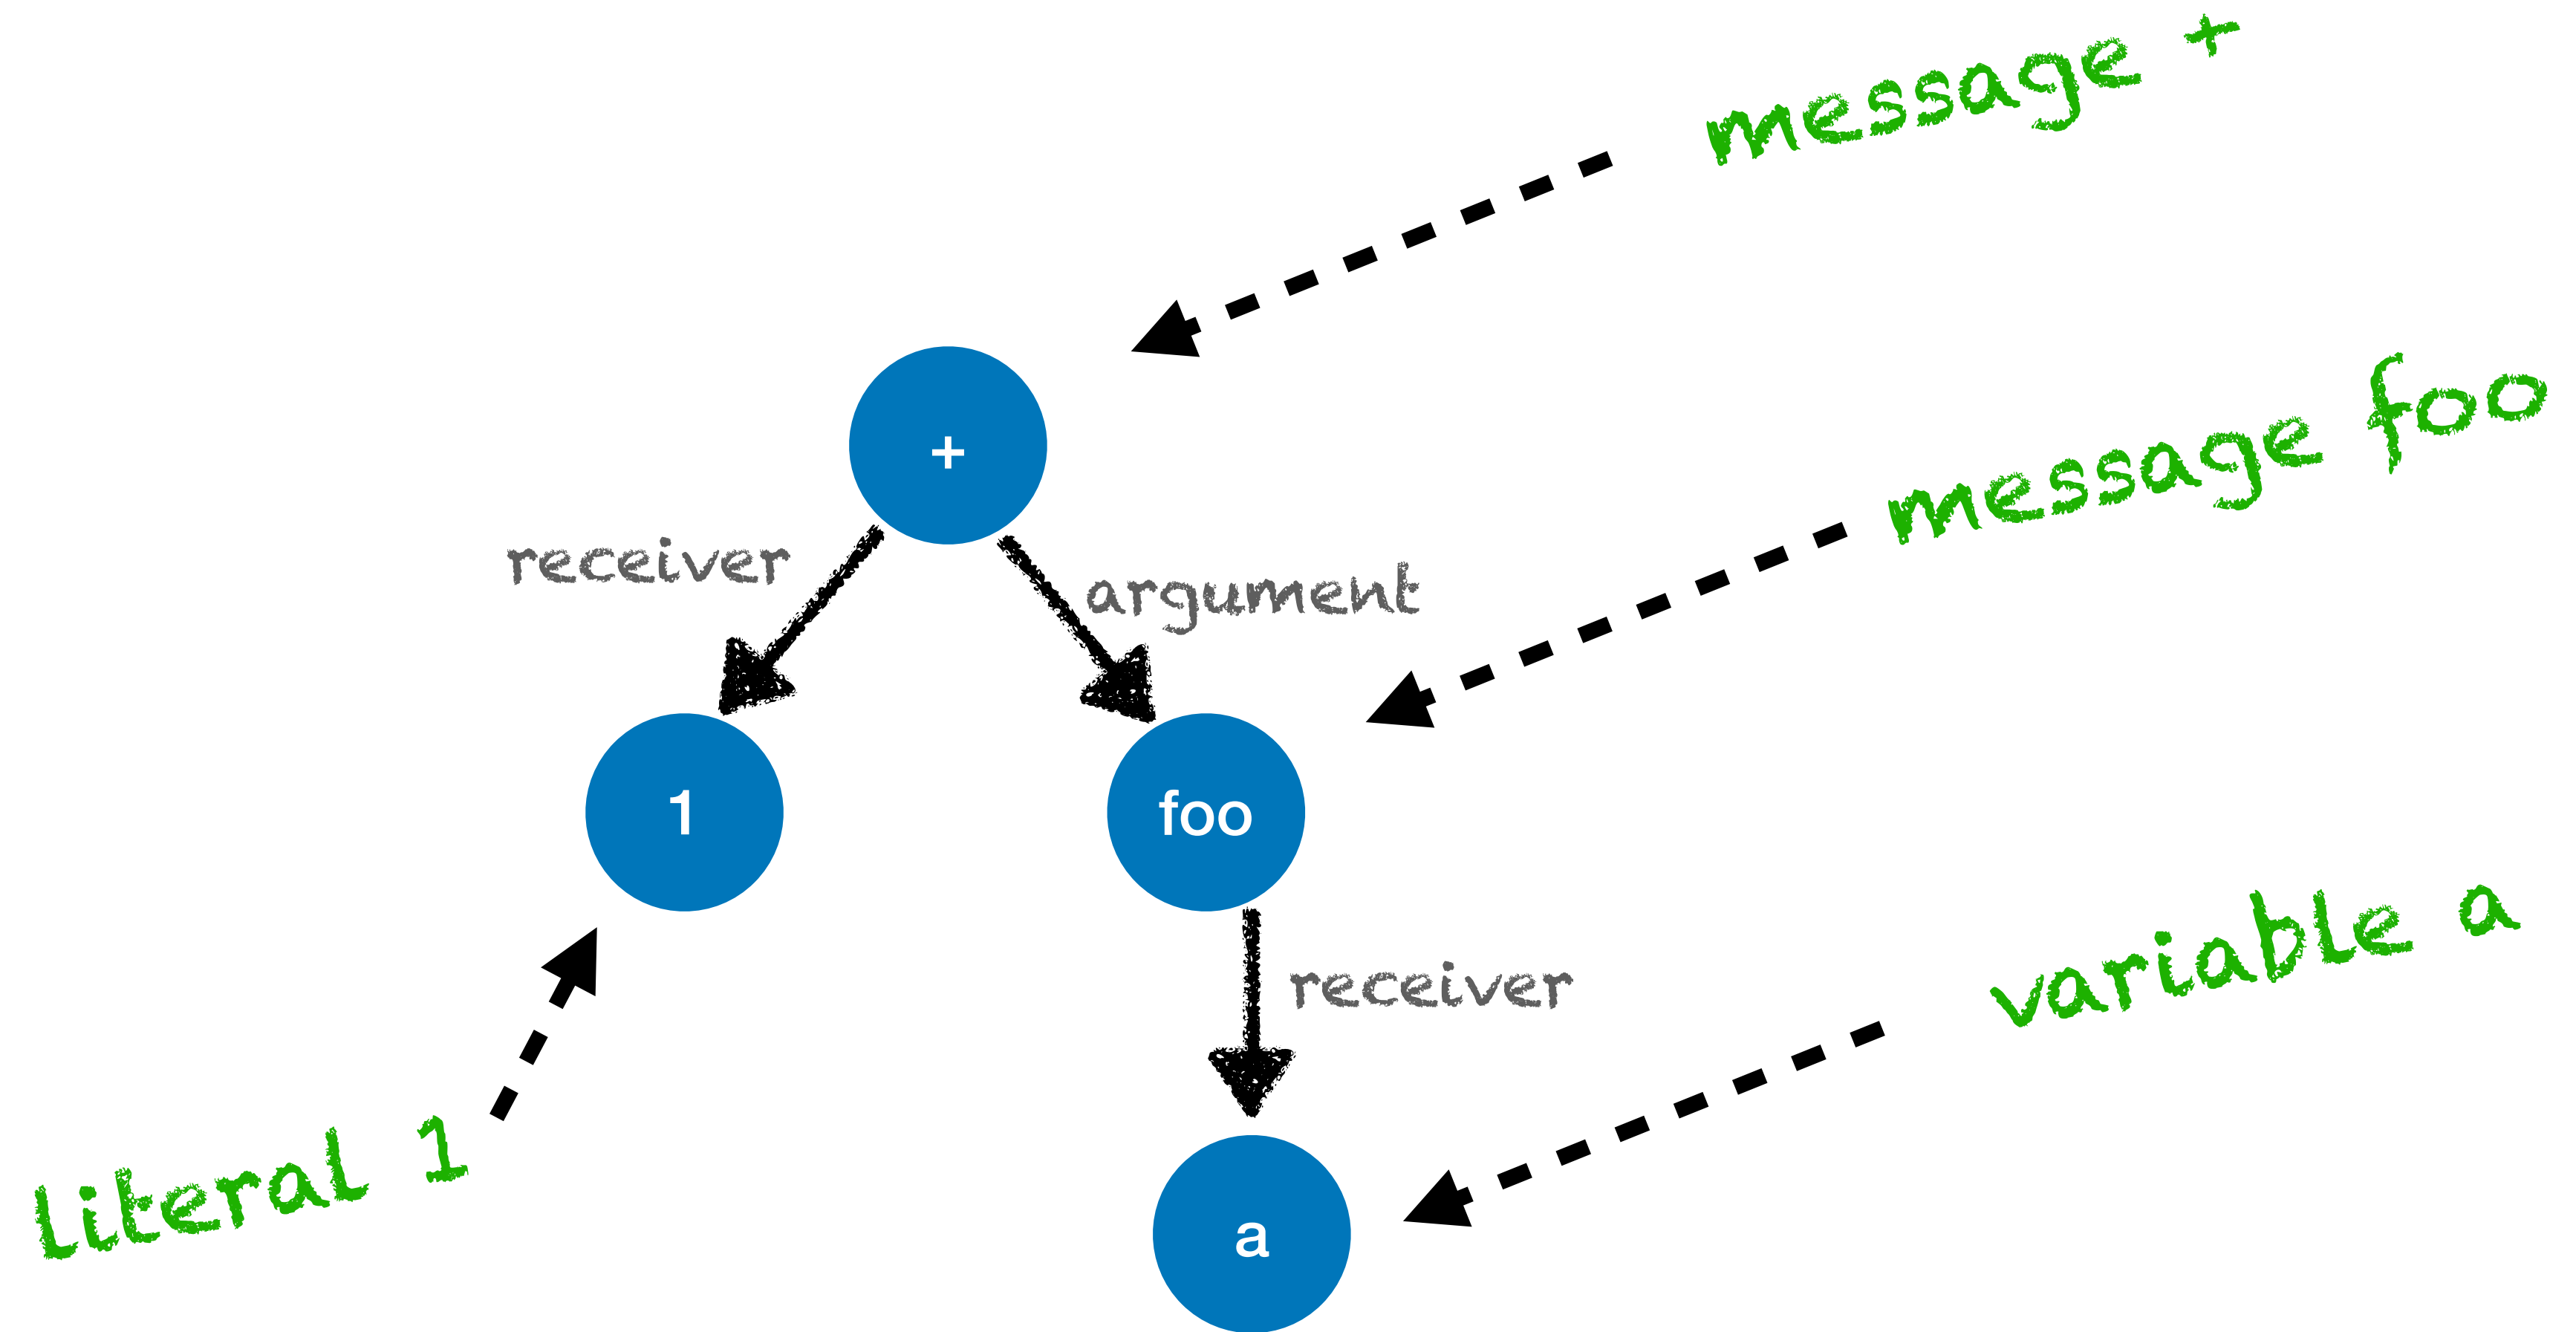 message +
message foo
+
receiver
argument
1
foo
variable a
receiver
literal 1
a